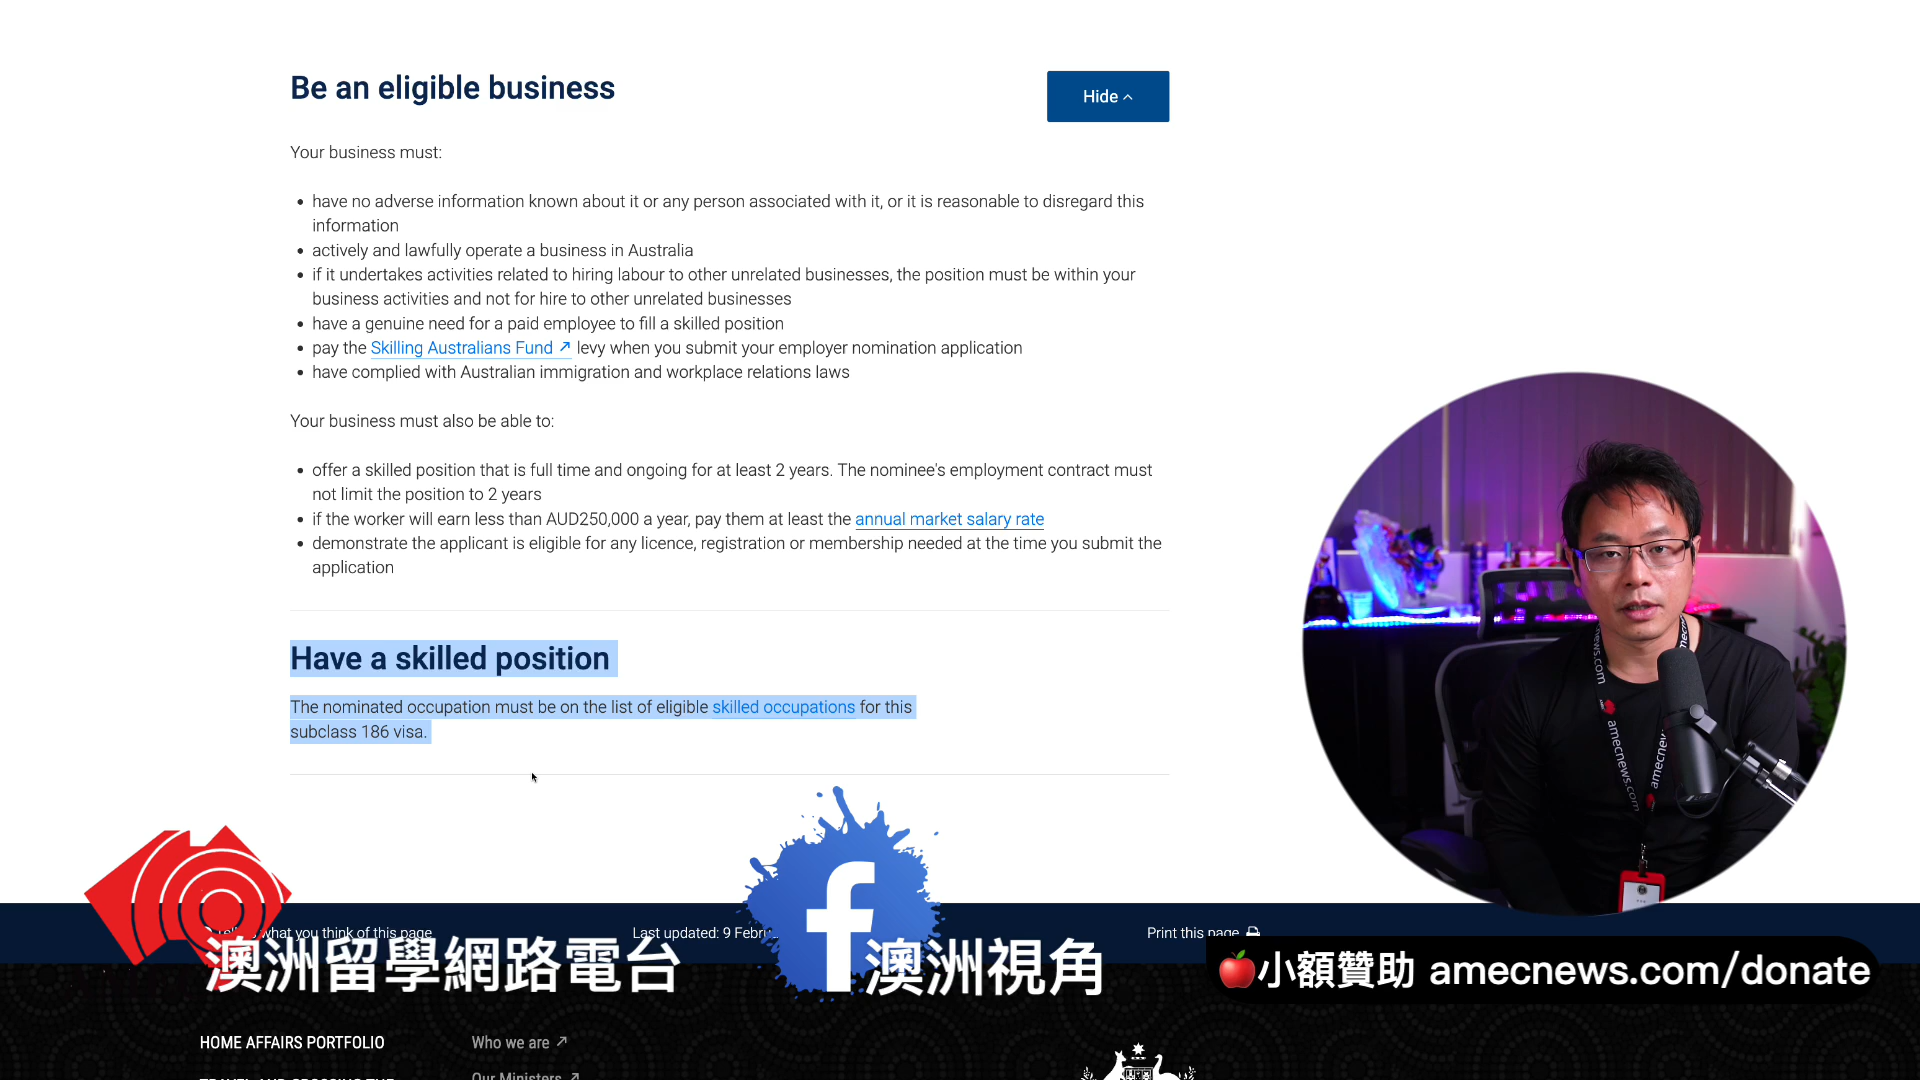 Be an eligible business
Hide
Your business must:
have no adverse information known about it or any person associated with it, or it is reasonable to disregard this
information
actively and lawfully operate a business in Australia
if it undertakes activities related to hiring labour to other unrelated businesses, the position must be within your
business activities and not for hire to other unrelated businesses
have a genuine need for a paid employee to fill a skilled position
pay the Skilling Australians Fund levy when you submit your employer nomination application
have complied with Australian immigration and workplace relations laws
Your business must also be able to:
offer a skilled position that is full time and ongoing for at least 2 years. The nominee's employment contract must
not limit the position to 2 years
if the worker will earn less than AUD250,000 a year, pay them at least the annual market salary rate
demonstrate the applicant is eligible for any licence, registration or membership needed at the time you submit the
application
Have a skilled position
The nominated occupation must be on the list of eligible skilled occupations for this
subclass 186 visa.
amecnews.com
amecnews
what you think of this page
Last updated: 9
Print this page
澳洲留學網路電台
f澳洲視角
小額贊助 amecnews.com/donate
HOME AFFAIRS PORTFOLIO
Who we are
Our Ministers